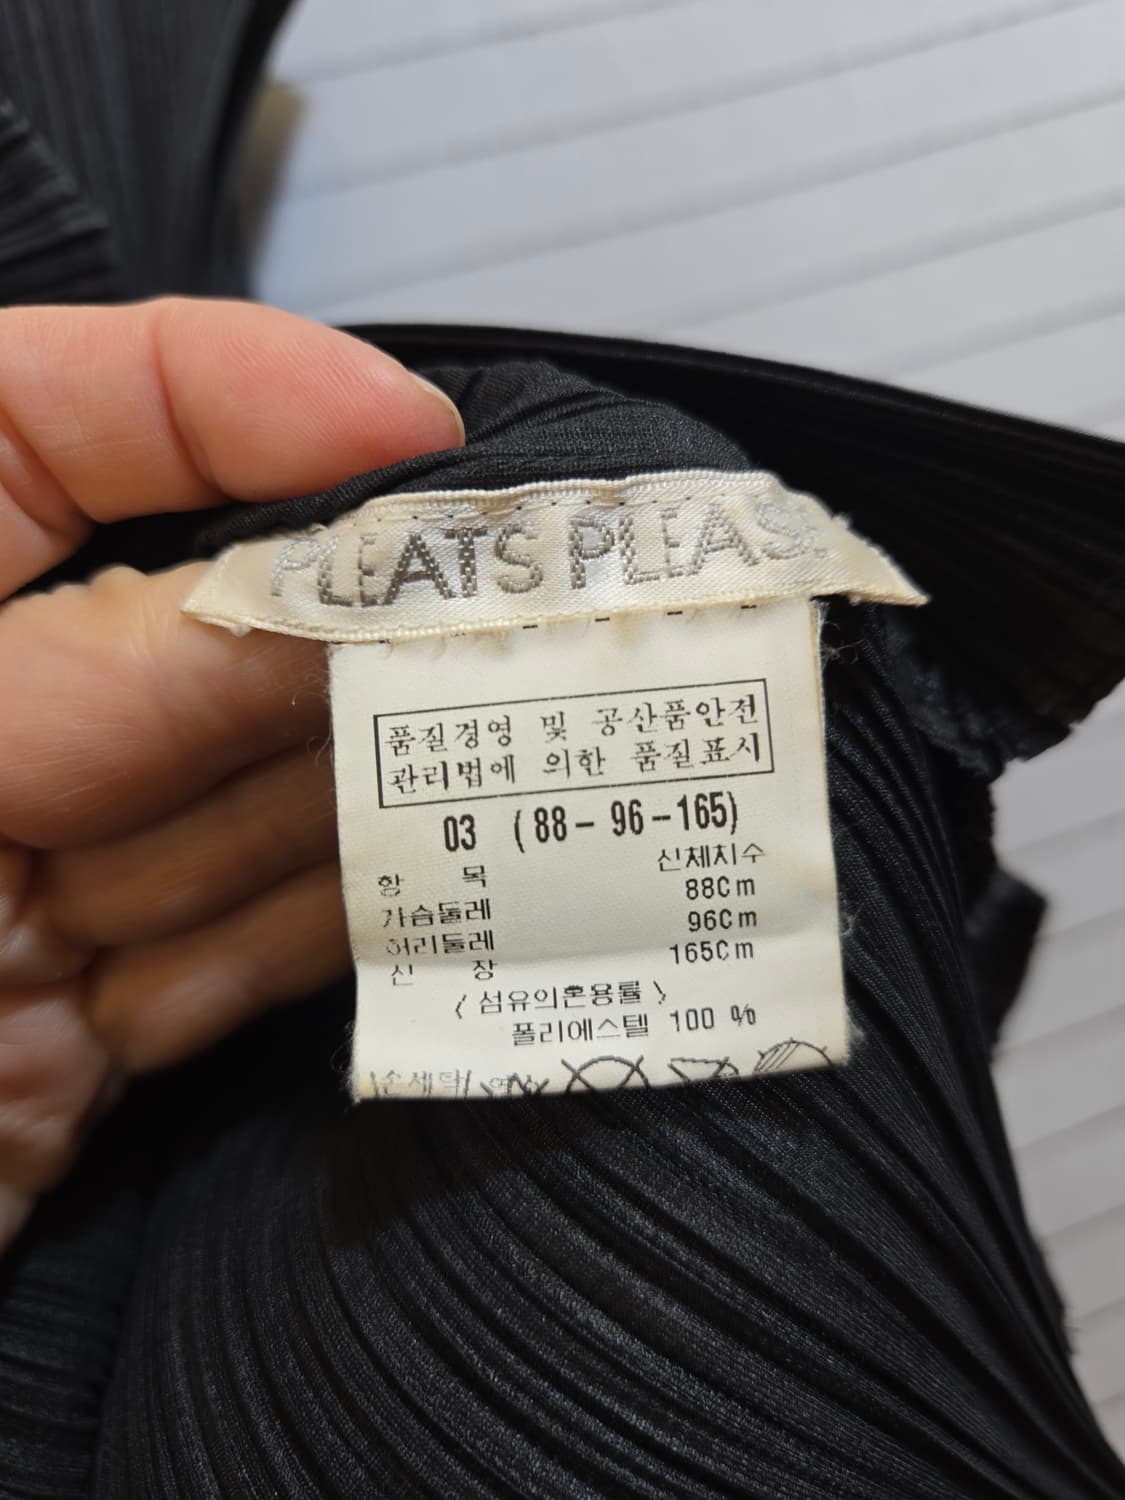 PLEATS PLEASE
품질경영 및 공산품안전
관리법에 의한 품질표시
03 (88-96-165)
항 목 신체치수
가슴둘레 88Cm
허리둘레 96Cm
신 장 165Cm
〈섬유의혼용률〉
폴리에스텔 100 %
손세탁